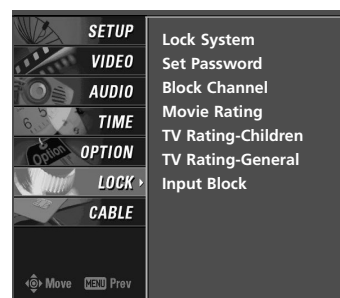 SETUP
VIDEO
AUDIO
TIME
OPTION
LOCK
CABLE
Move MENU Prev
Lock System
Set Password
Block Channel
Movie Rating
TV Rating-Children
TV Rating-General
Input Block